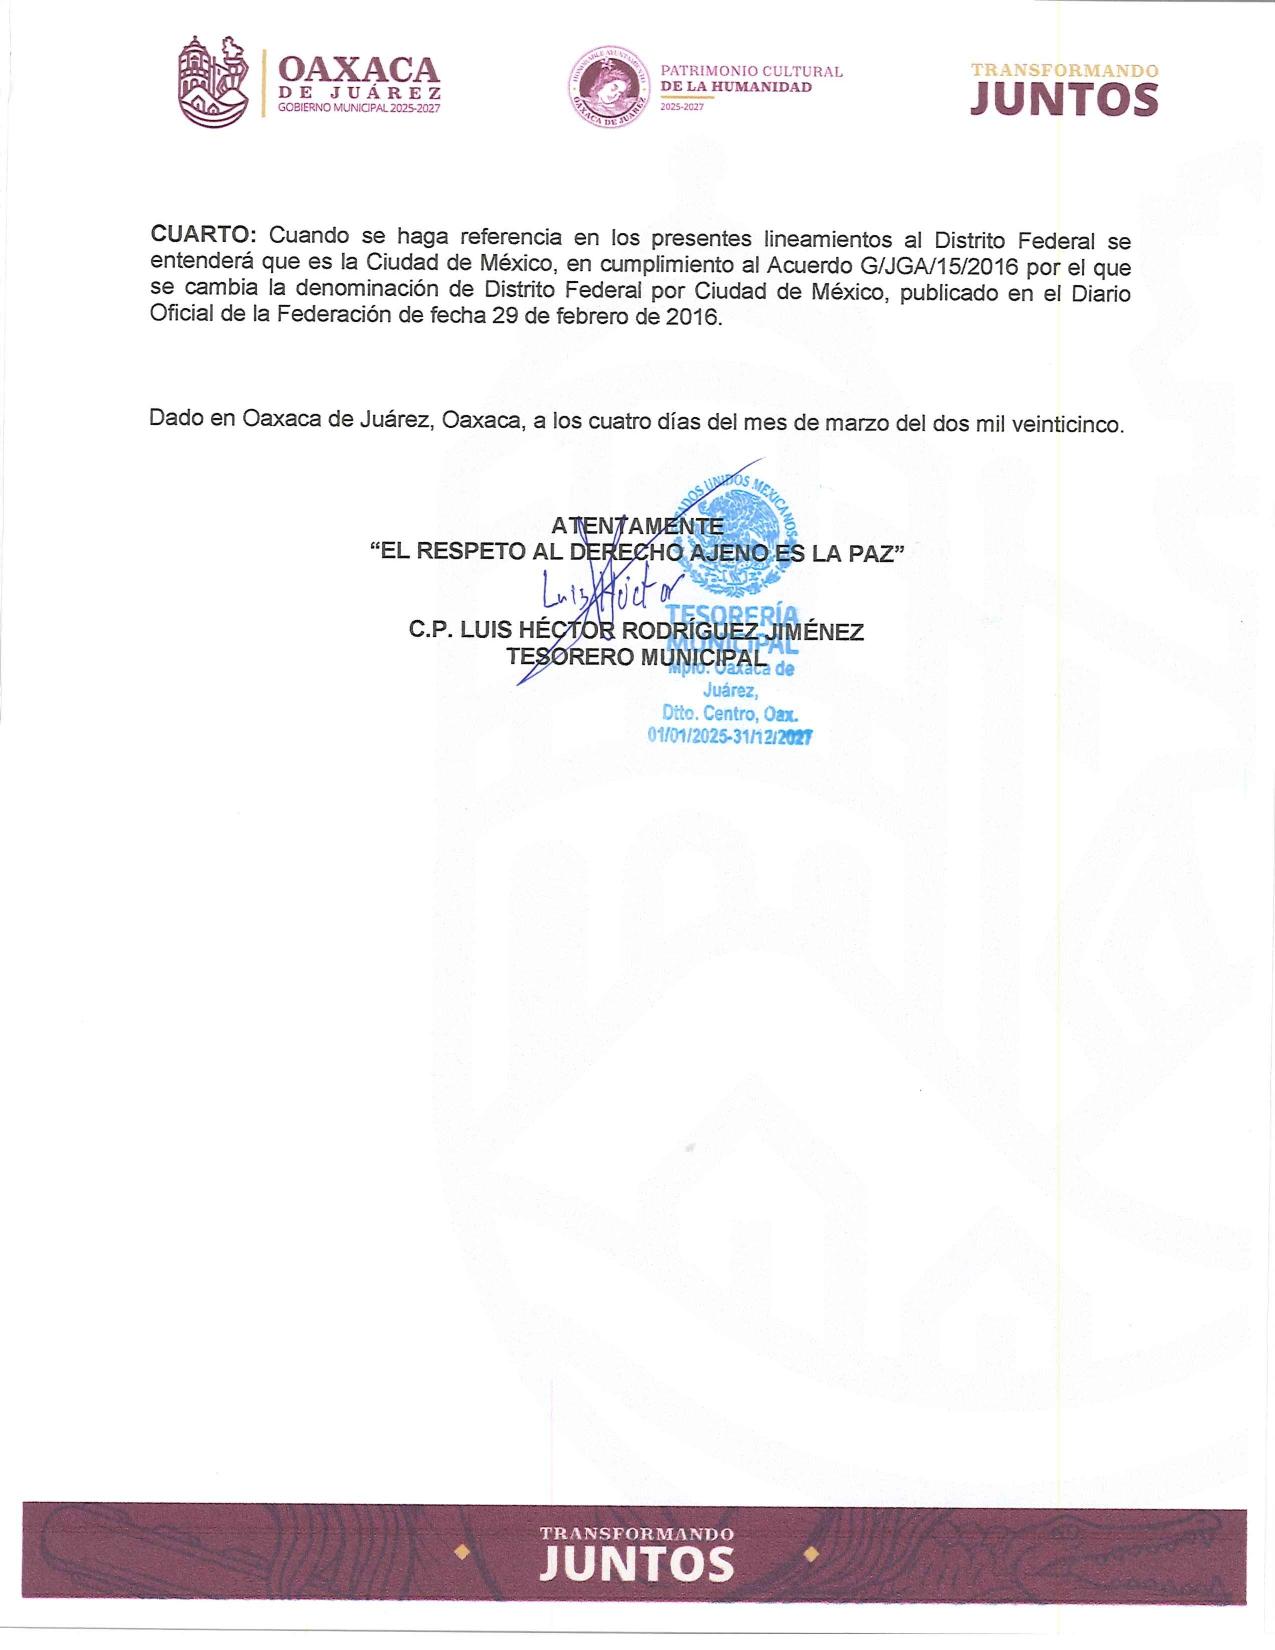 OAXACA
DE JUÁREZ
GOBIERNO MUNICIPAL 2025-2027
HONORABLE AYUNTAMIENTO
OAXACA DE JUÁREZ
PATRIMONIO CULTURAL
DE LA HUMANIDAD
2025-2027
TRANSFORMANDO
JUNTOS
CUARTO: Cuando se haga referencia en los presentes lineamientos al Distrito Federal se
entenderá que es la Ciudad de México, en cumplimiento al Acuerdo G/JGA/15/2016 por el que
se cambia la denominación de Distrito Federal por Ciudad de México, publicado en el Diario
Oficial de la Federación de fecha 29 de febrero de 2016.
Dado en Oaxaca de Juárez, Oaxaca, a los cuatro días del mes de marzo del dos mil veinticinco.
ATENTAMENTE
“EL RESPETO AL DERECHO AJENO ES LA PAZ”
Luis Héctor
C.P. LUIS HÉCTOR RODRÍGUEZ JIMÉNEZ
TESORERO MUNICIPAL
UNIDOS MEXICANOS
TESORERÍA
MUNICIPAL
Mpio. Oaxaca de
Juárez,
Dtto. Centro, Oax.
01/01/2025-31/12/2027
TRANSFORMANDO
JUNTOS